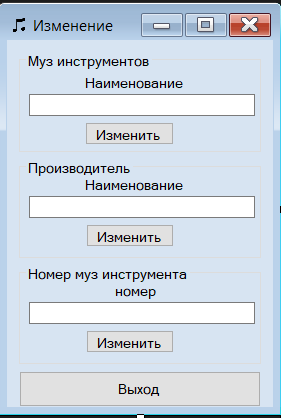 Изменение
Муз инструментов
Наименование
Изменить
Производитель
Наименование
Изменить
Номер муз инструмента
номер
Изменить
Выход